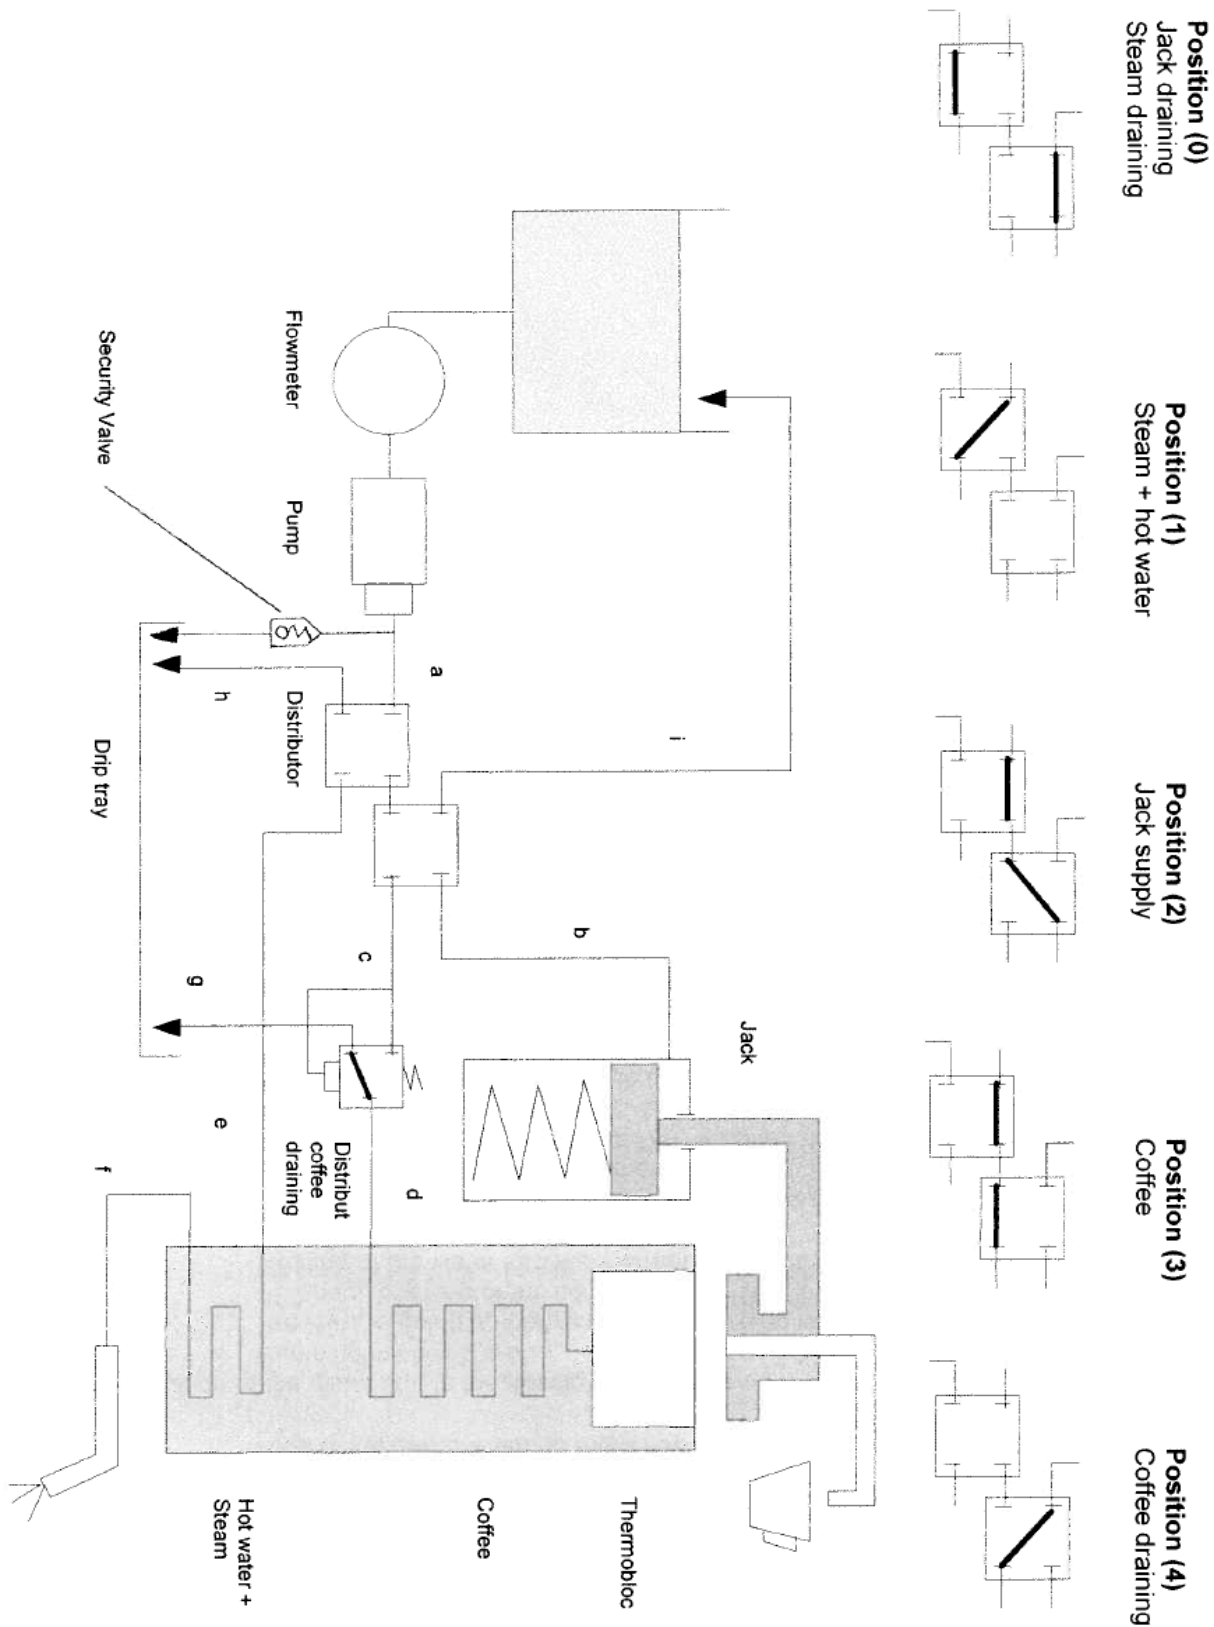 Position (0)
Jack draining
Steam draining
Position (1)
Steam + hot water
Position (2)
Jack supply
Position (3)
Coffee
Position (4)
Coffee draining
i
b
Jack
Thermobloc
a
c
d
Coffee
Flowmeter
Pump
Distributor
Distribut
coffee
draining
h
g
e
Hot water +
Steam
Security Valve
Drip tray
f